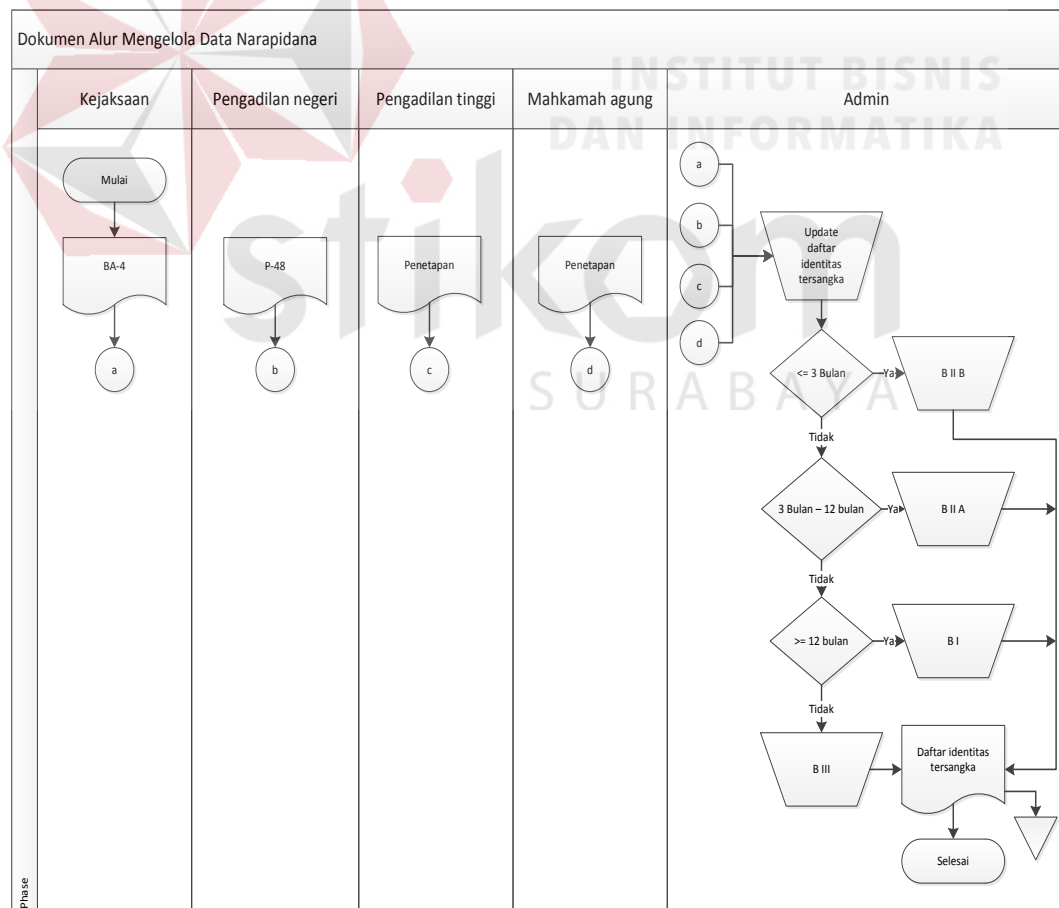 Dokumen Alur Mengelola Data Narapidana
INSTITUT BISNIS
DAN INFORMATIKA
stikom
SURABAYA
Kejaksaan
Pengadilan negeri
Pengadilan tinggi
Mahkamah agung
Admin
Mulai
BA-4
a
P-48
b
Penetapan
c
Penetapan
d
a
b
c
d
Update
daftar
identitas
tersangka
<= 3 Bulan
Ya
B II B
Tidak
3 Bulan – 12 bulan
Ya
B II A
Tidak
>= 12 bulan
Ya
B I
Tidak
B III
Daftar identitas
tersangka
Selesai
Phase